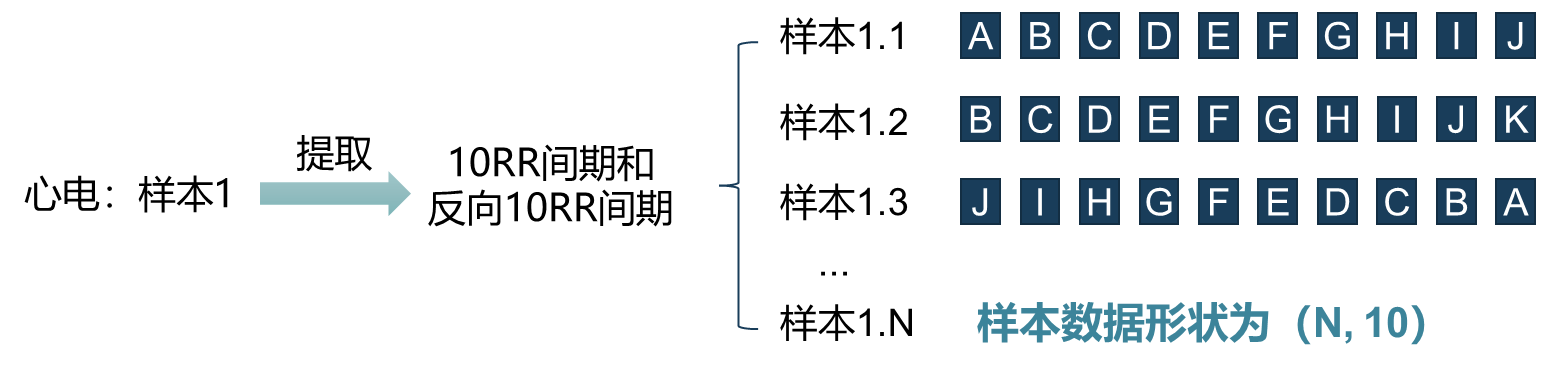 样本1.1 A B C D E F G H I J
样本1.2 B C D E F G H I J K
提取
10RR间期和
心电：样本1
反向10RR间期
样本1.3 J I H G F E D C B A
...
样本1.N 样本数据形状为（N, 10）